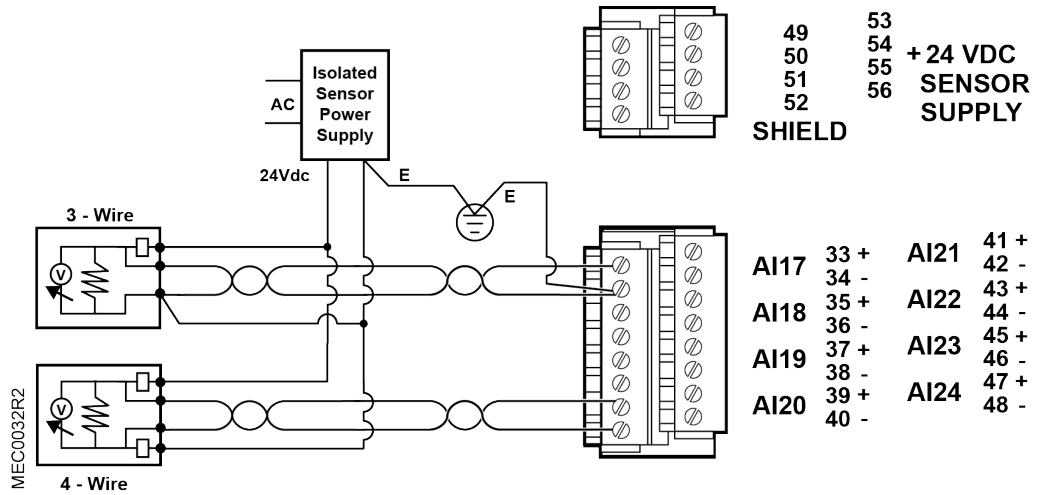 Isolated
Sensor
Power
Supply
AC
24Vdc
E
E
3 - Wire
V
4 - Wire
V
MEC0032R2
49
50
51
52
SHIELD
53
54
55
56
+ 24 VDC
SENSOR
SUPPLY
AI17
33 +
34 -
AI18
35 +
36 -
AI19
37 +
38 -
AI20
39 +
40 -
AI21
41 +
42 -
AI22
43 +
44 -
AI23
45 +
46 -
AI24
47 +
48 -